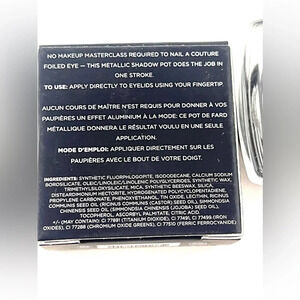 NO MAKEUP MASTERCLASS REQUIRED TO NAIL A COUTURE
FOILED EYE — THIS METALLIC SHADOW POT DOES THE JOB IN
ONE STROKE.
TO USE: APPLY DIRECTLY TO EYELIDS USING YOUR FINGERTIP.
AUCUN COURS DE MAÎTRE N'EST REQUIS POUR DONNER À VOS
PAUPIÈRES UN EFFET ALUMINIUM À LA MODE: CE POT DE FARD
MÉTALLIQUE DONNERA LE RÉSULTAT VOULU EN UNE SEULE
APPLICATION.
MODE D'EMPLOI: APPLIQUER DIRECTEMENT SUR LES
PAUPIÈRES AVEC LE BOUT DE VOTRE DOIGT.
INGREDIENTS: SYNTHETIC FLUORPHLOGOPITE, ISODODECANE, CALCIUM SODIUM
BOROSILICATE, OLEIC/LINOLEIC/LINOLENIC POLYGLYCERIDES, SYNTHETIC WAX,
TRIMETHYLSILOXYSILICATE, MICA, SYNTHETIC BEESWAX, SILICA,
DISTEARDIMONIUM HECTORITE, HYDROGENATED POLYCYCLOPENTADIENE,
PROPYLENE CARBONATE, PHENOXYETHANOL, TIN OXIDE, LECITHIN, RICINUS
COMMUNIS SEED OIL (RICINUS COMMUNIS (CASTOR) SEED OIL), SIMMONDSIA
CHINENSIS SEED OIL (SIMMONDSIA CHINENSIS (JOJOBA) SEED OIL),
TOCOPHEROL, ASCORBYL PALMITATE, CITRIC ACID.
+/- (MAY CONTAIN): CI 77891 (TITANIUM DIOXIDE), CI 77491, CI 77499 (IRON
OXIDES), CI 77288 (CHROMIUM OXIDE GREENS), CI 77510 (FERRIC FERROCYANIDE)